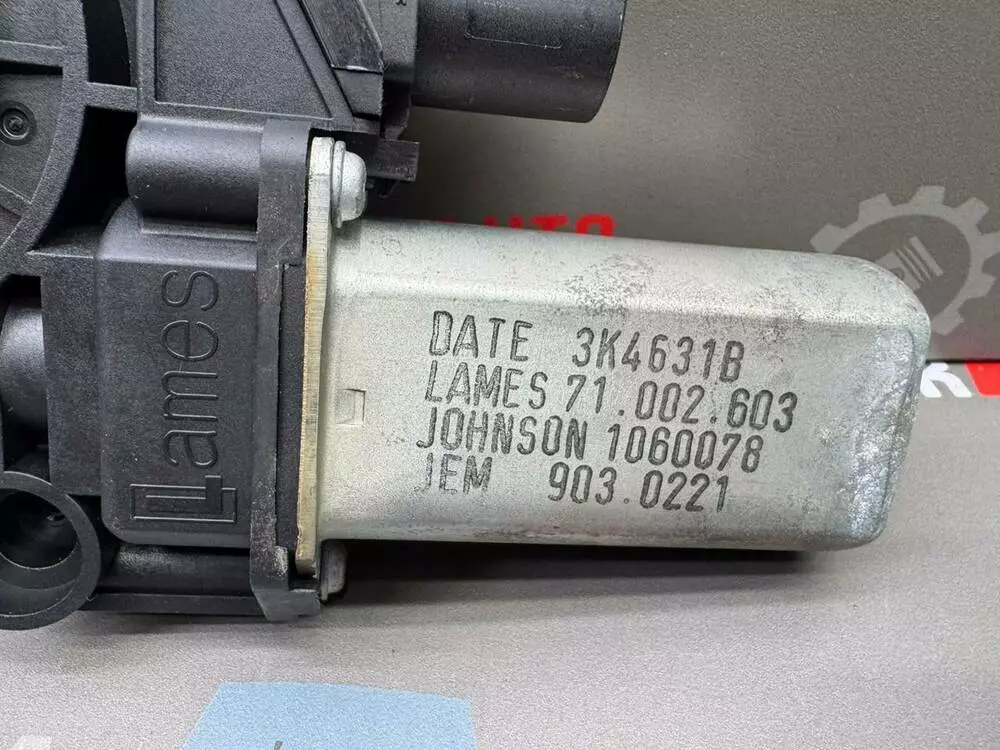 Lames
DATE 3K4631B
LAMES 71.002.603
JOHNSON 1060078
JEM 903.0221